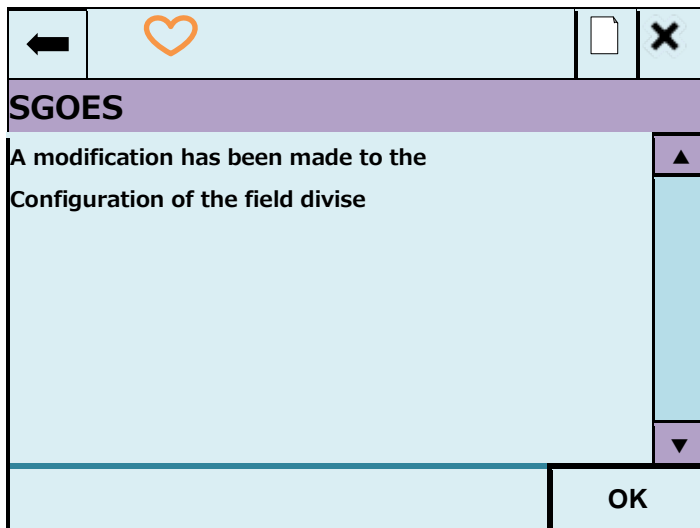 SGOES
A modification has been made to the
Configuration of the field divise
OK